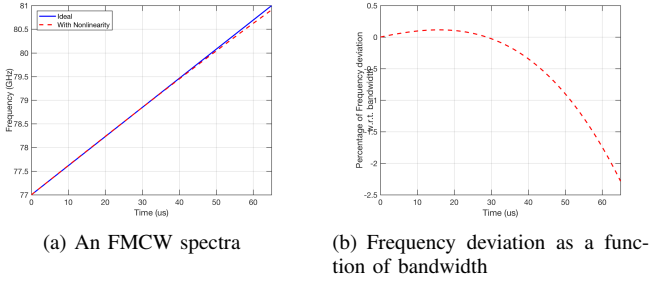 81
80.5
80
79.5
79
78.5
78
77.5
77
0 10 20 30 40 50 60
Frequency (GHz)
Time (us)
Ideal
With Nonlinearity
(a) An FMCW spectra
0.5
0
-0.5
-1
-1.5
-2
-2.5
0 10 20 30 40 50 60
Percentage of Frequency deviation
w.r.t. bandwidth
Time (us)
(b) Frequency deviation as a func-
tion of bandwidth